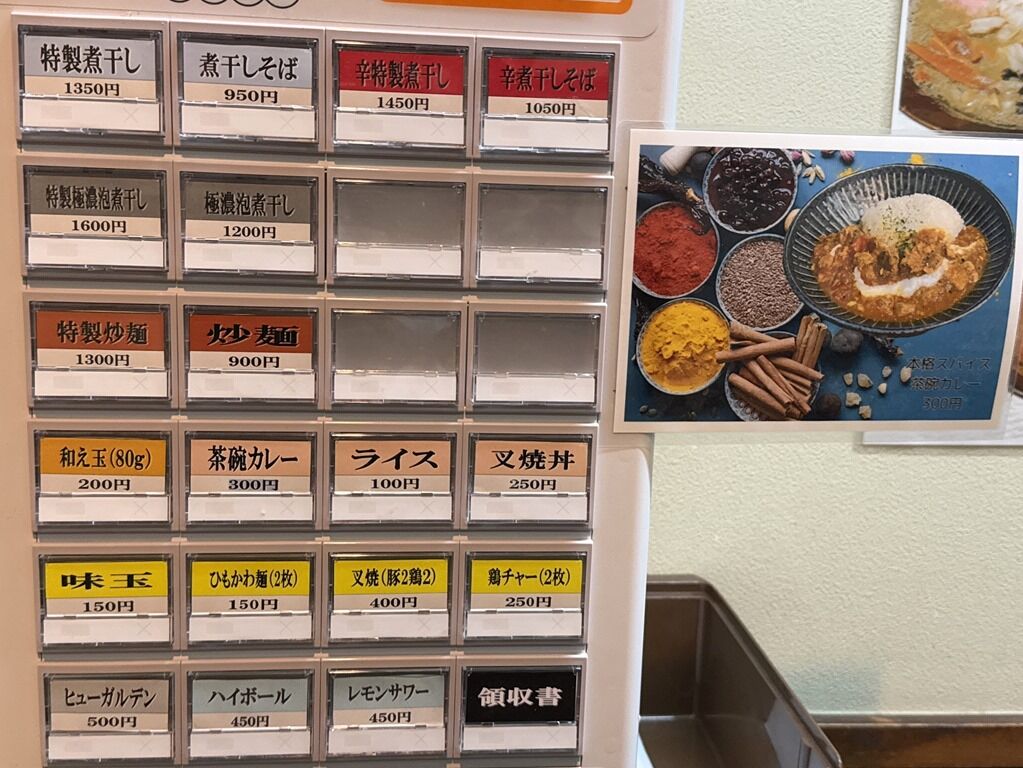 特製煮干し
1350円
煮干しそば
950円
辛特製煮干し
1450円
辛煮干しそば
1050円
特製極濃泡煮干し
1600円
極濃泡煮干し
1200円
特製炒麺
1300円
炒麺
900円
和え玉(80g)
200円
茶碗カレー
300円
ライス
100円
叉焼丼
250円
味玉
150円
ひもかわ麺(2枚)
150円
叉焼(豚2鶏2)
400円
鶏チャー(2枚)
250円
ヒューガルデン
500円
ハイボール
450円
レモンサワー
450円
領収書
本格スパイス
茶碗カレー
300円